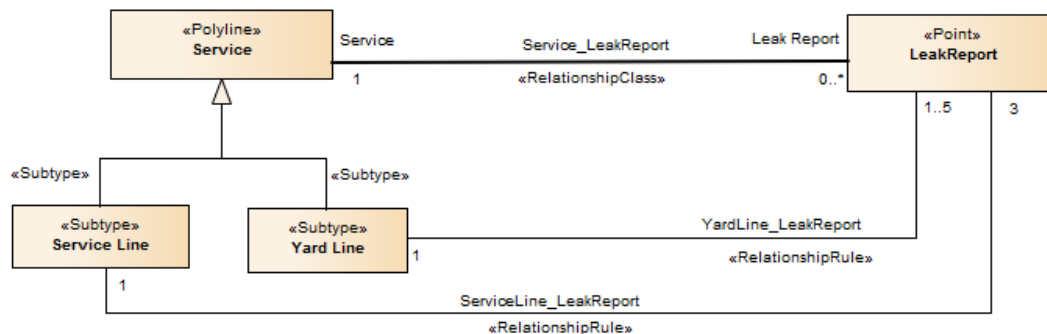 «Polyline»
Service
Service
Service_LeakReport
Leak Report
1
«RelationshipClass»
0..*
«Point»
LeakReport
1..5
3
«Subtype»
«Subtype»
«Subtype»
Service Line
«Subtype»
Yard Line
1
YardLine_LeakReport
«RelationshipRule»
1
ServiceLine_LeakReport
«RelationshipRule»